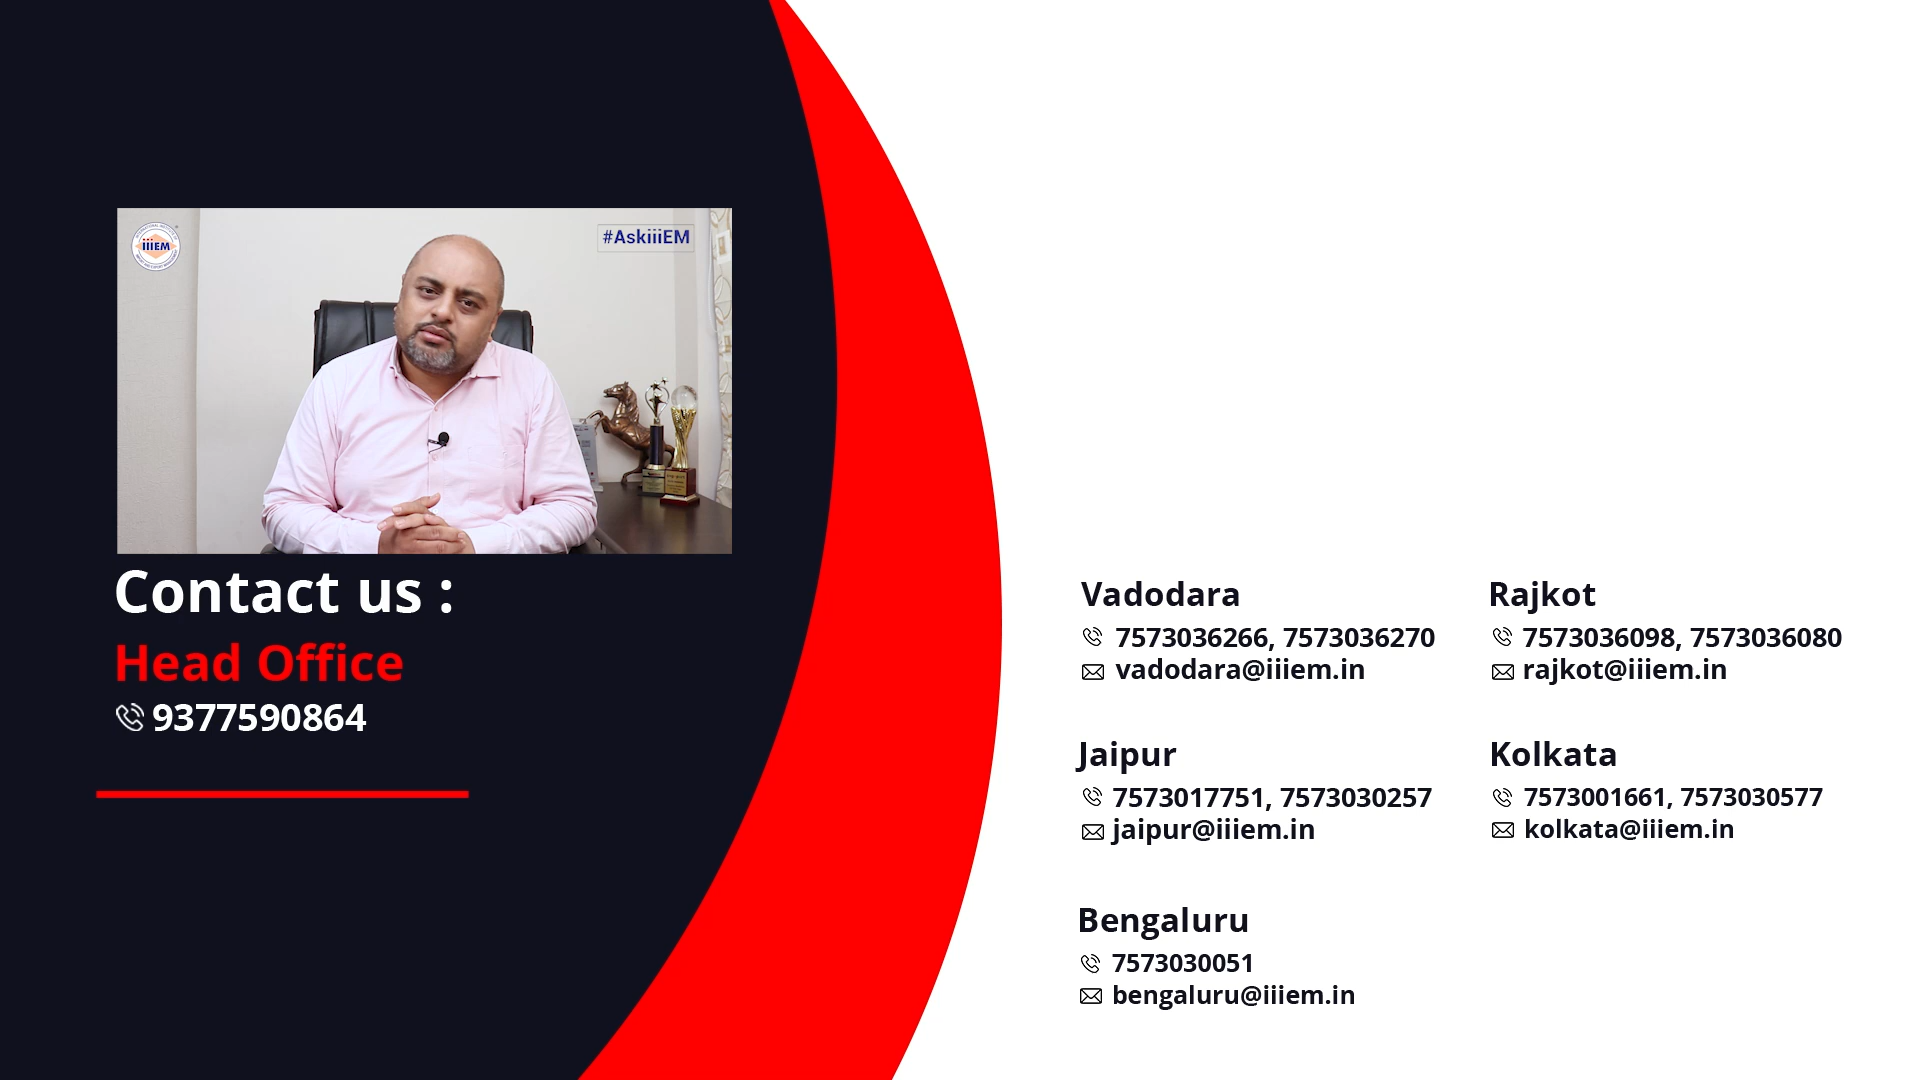 iiiEM
#AskiiiEM
Contact us :
Head Office
9377590864
Vadodara
7573036266, 7573036270
vadodara@iiiem.in
Rajkot
7573036098, 7573036080
rajkot@iiiem.in
Jaipur
7573017751, 7573030257
jaipur@iiiem.in
Kolkata
7573001661, 7573030577
kolkata@iiiem.in
Bengaluru
7573030051
bengaluru@iiiem.in